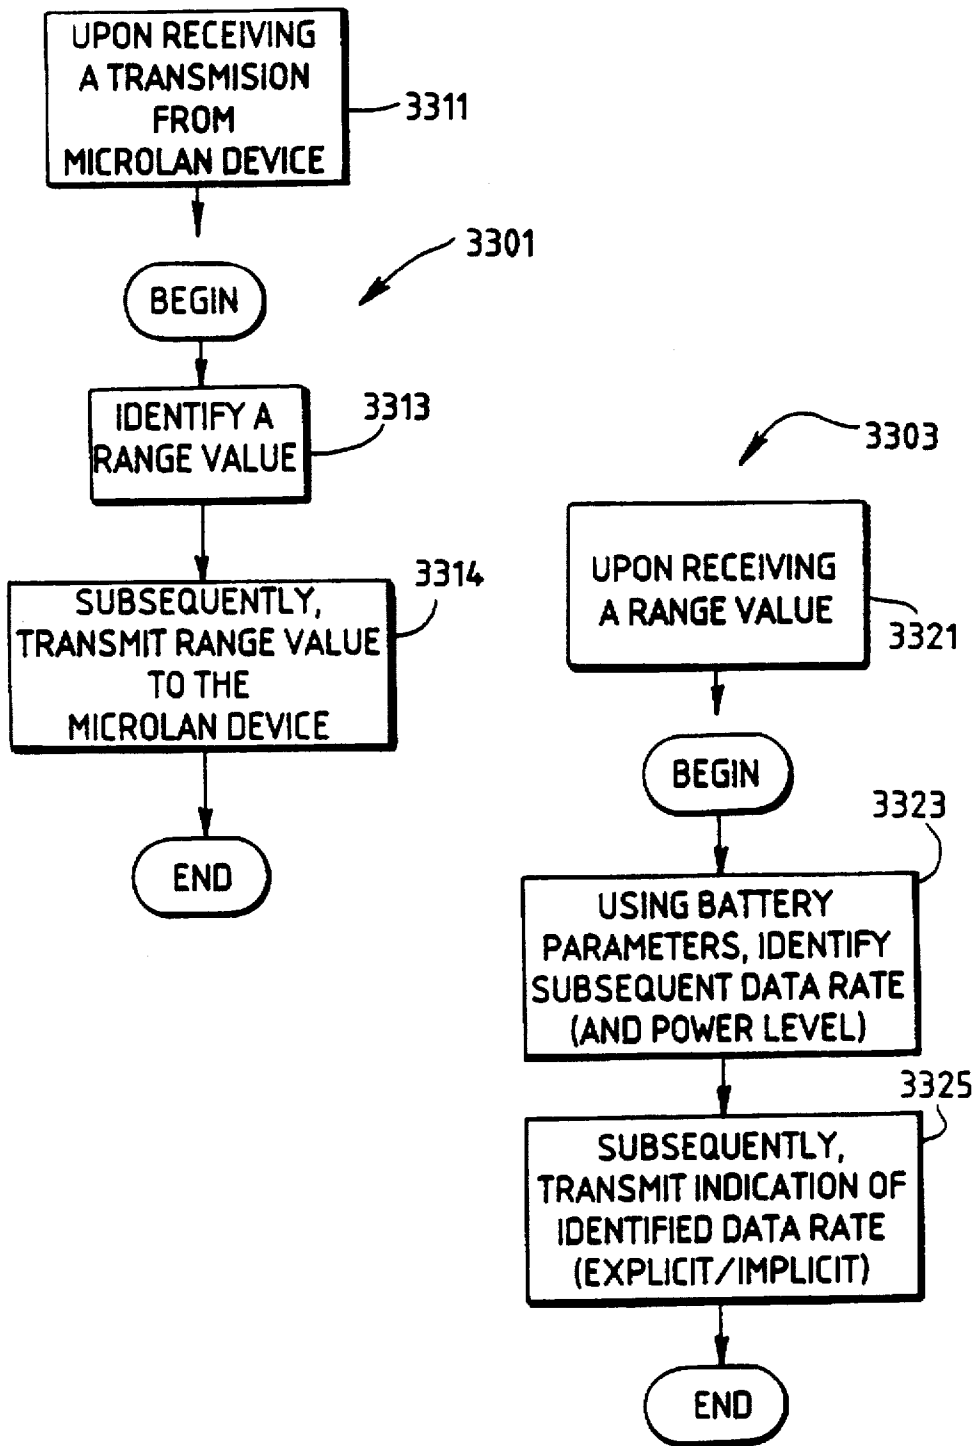 UPON RECEIVING
A TRANSMISION
FROM
MICROLAN DEVICE
3311
3301
BEGIN
IDENTIFY A
RANGE VALUE
3313
SUBSEQUENTLY,
TRANSMIT RANGE VALUE
TO THE
MICROLAN DEVICE
3314
END
3303
UPON RECEIVING
A RANGE VALUE
3321
BEGIN
3323
USING BATTERY
PARAMETERS, IDENTIFY
SUBSEQUENT DATA RATE
(AND POWER LEVEL)
3325
SUBSEQUENTLY,
TRANSMIT INDICATION OF
IDENTIFIED DATA RATE
(EXPLICIT/IMPLICIT)
END